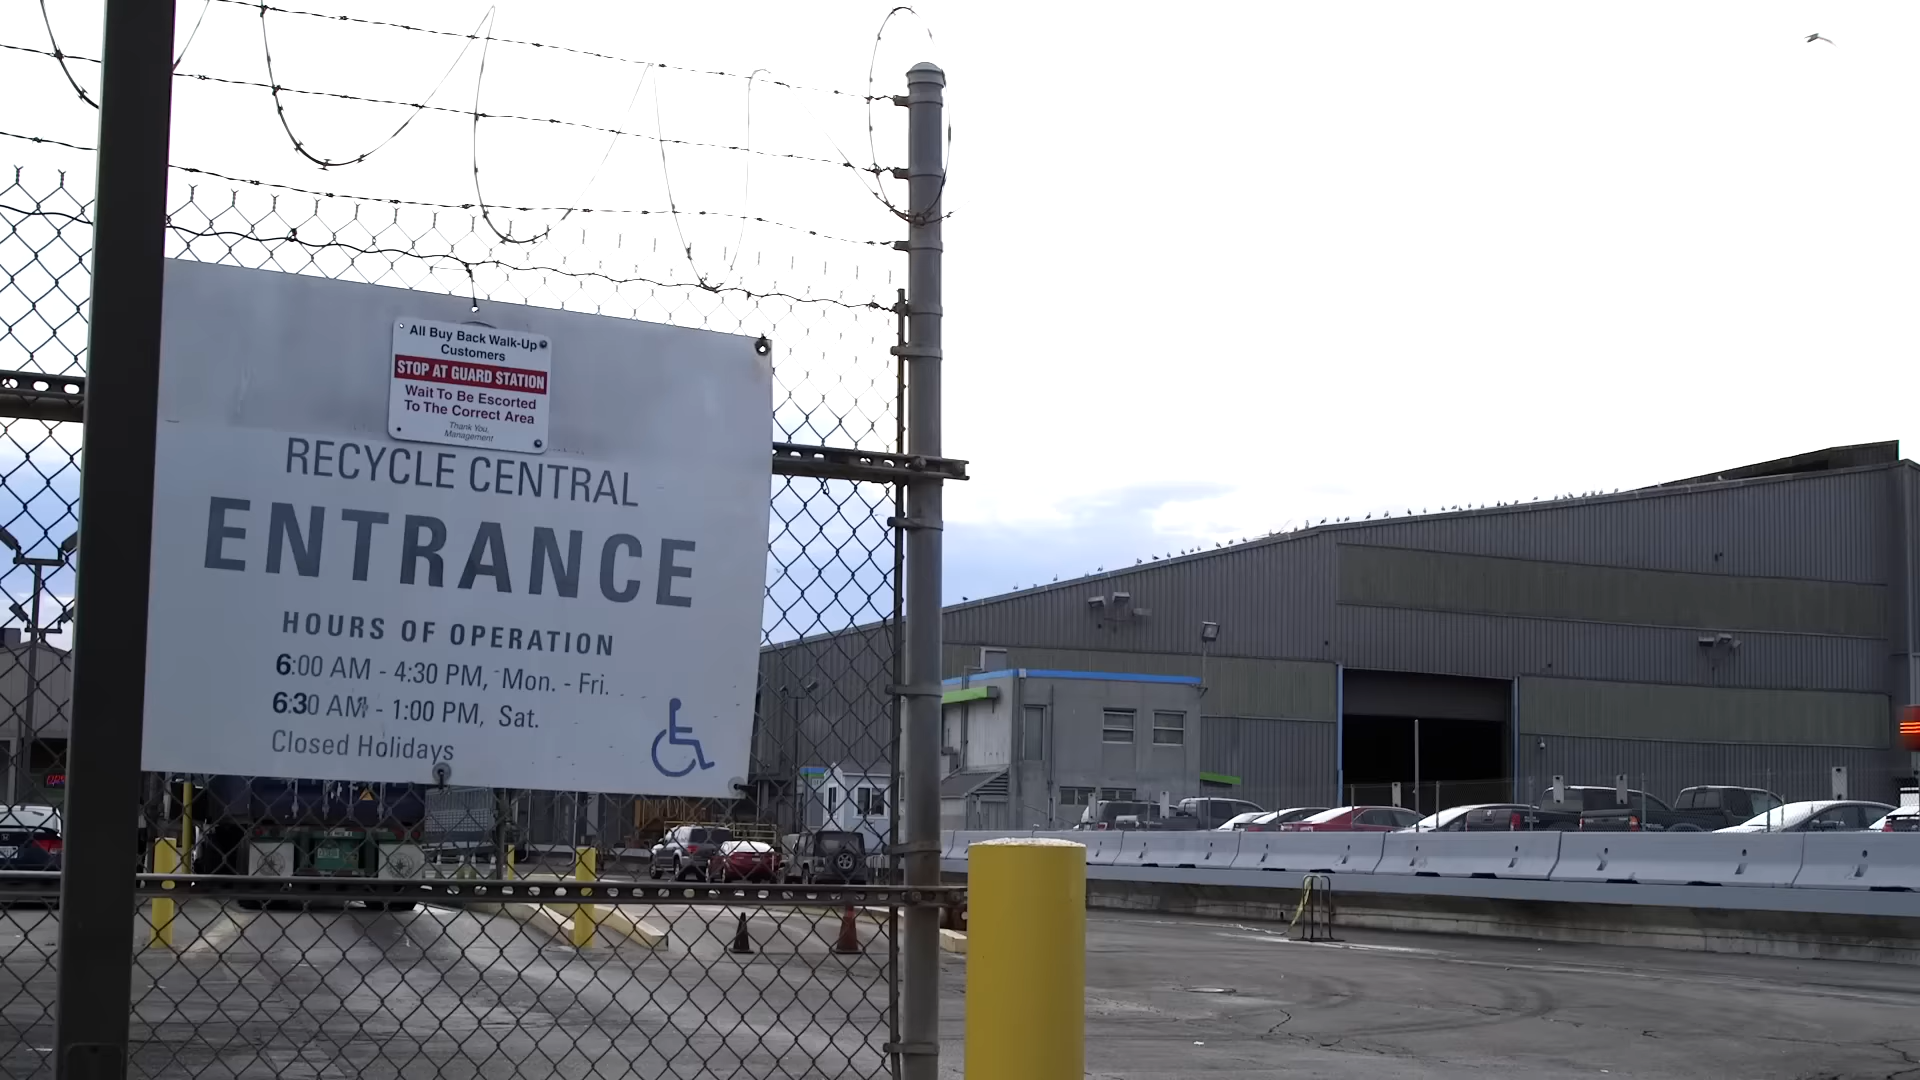 All Buy Back Walk-Up
Customers
STOP AT GUARD STATION
Wait To Be Escorted
To The Correct Area
Thank You,
Management
RECYCLE CENTRAL
ENTRANCE
HOURS OF OPERATION
6:00 AM - 4:30 PM, Mon. - Fri.
6:30 AM - 1:00 PM, Sat.
Closed Holidays